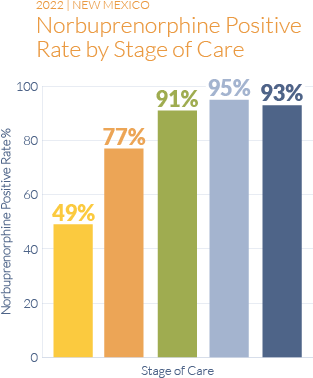 2022 | NEW MEXICO
Norbuprenorphine Positive
Rate by Stage of Care
Norbuprenorphine Positive Rate %
100
80
60
40
20
0
49%
77%
91%
95%
93%
Stage of Care